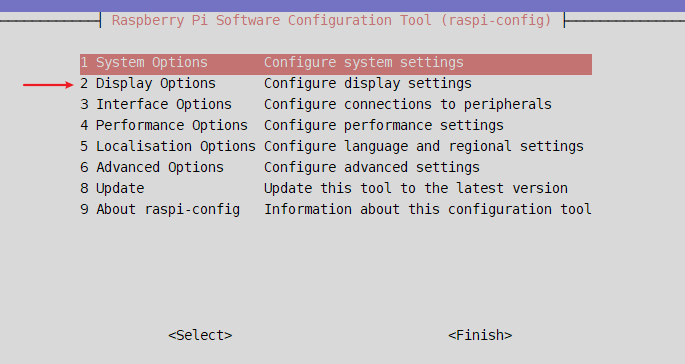 Raspberry Pi Software Configuration Tool (raspi-config)
1 System Options Configure system settings
2 Display Options Configure display settings
3 Interface Options Configure connections to peripherals
4 Performance Options Configure performance settings
5 Localisation Options Configure language and regional settings
6 Advanced Options Configure advanced settings
8 Update Update this tool to the latest version
9 About raspi-config Information about this configuration tool
<Select> <Finish>